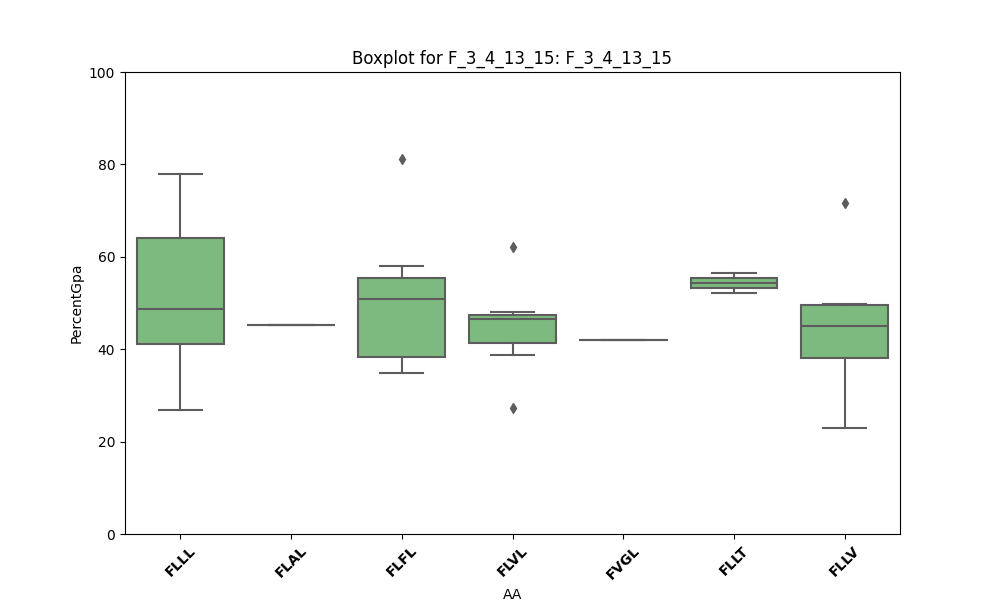 Boxplot for F_3_4_13_15: F_3_4_13_15
100
80
60
40
20
0
PercentGpa
FLLL
FLAL
FLFL
FLVL
FVGL
FLLT
FLLV
AA